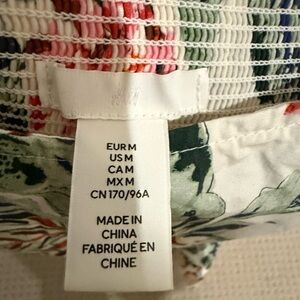 EUR M
US M
CA M
MX M
CN 170/96A
MADE IN
CHINA
FABRIQUÉ EN
CHINE